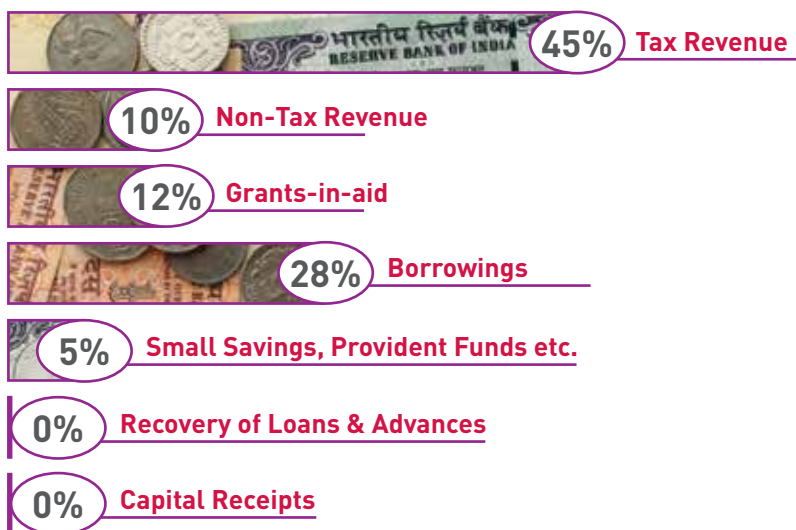 भारतीय रिज़र्व बैंक
RESERVE BANK OF INDIA
45% Tax Revenue
10% Non-Tax Revenue
12% Grants-in-aid
28% Borrowings
5% Small Savings, Provident Funds etc.
0% Recovery of Loans & Advances
0% Capital Receipts